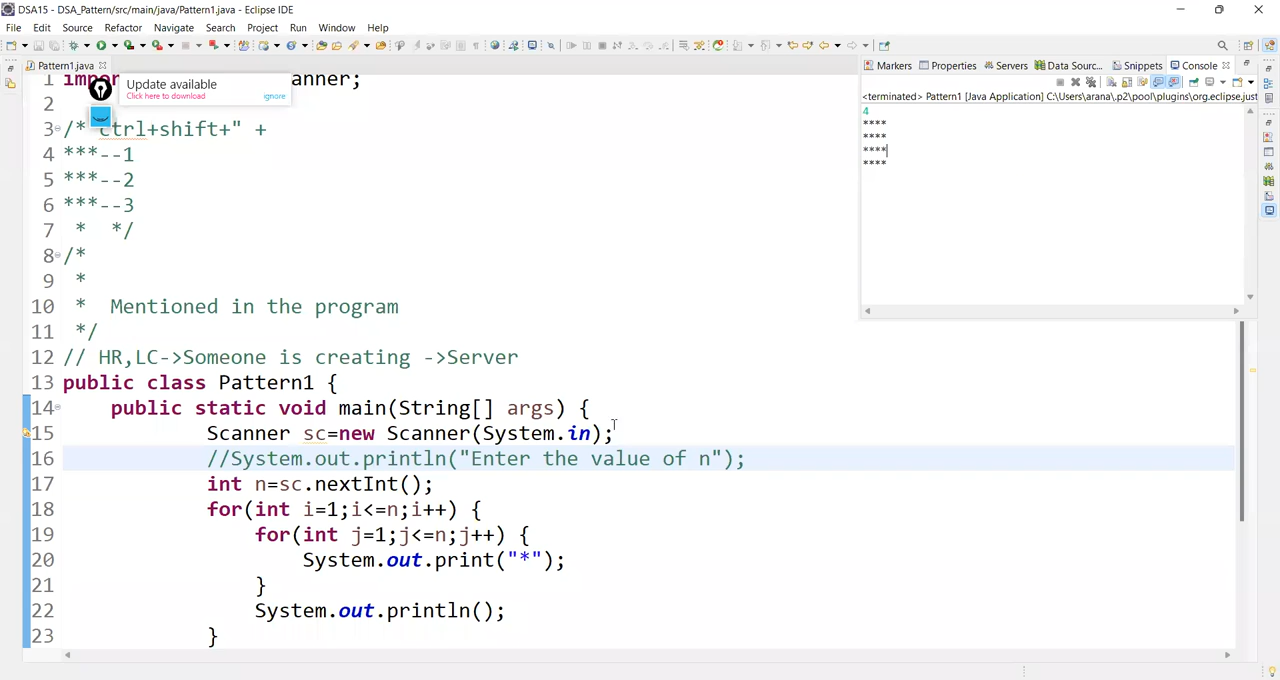 DSA15 - DSA_Pattern/src/main/java/Pattern1.java - Eclipse IDE
File Edit Source Refactor Navigate Search Project Run Window Help
Pattern1.java
Markers Properties Servers Data Sourc... Snippets Console
Update available
Click here to download ignore
<terminated> Pattern1 [Java Application] C:\Users\arana\.p2\pool\plugins\org.eclipse.just
4
****
****
****
****
1 impor anner;
2
3 /* ctrl+shift+" +
4 ***--1
5 ***--2
6 ***--3
7 * */
8 /*
9 *
10 * Mentioned in the program
11 */
12 // HR,LC->Someone is creating ->Server
13 public class Pattern1 {
14 public static void main(String[] args) {
15 Scanner sc=new Scanner(System.in);
16 //System.out.println("Enter the value of n");
17 int n=sc.nextInt();
18 for(int i=1;i<=n;i++) {
19 for(int j=1;j<=n;j++) {
20 System.out.print("*");
21 }
22 System.out.println();
23 }